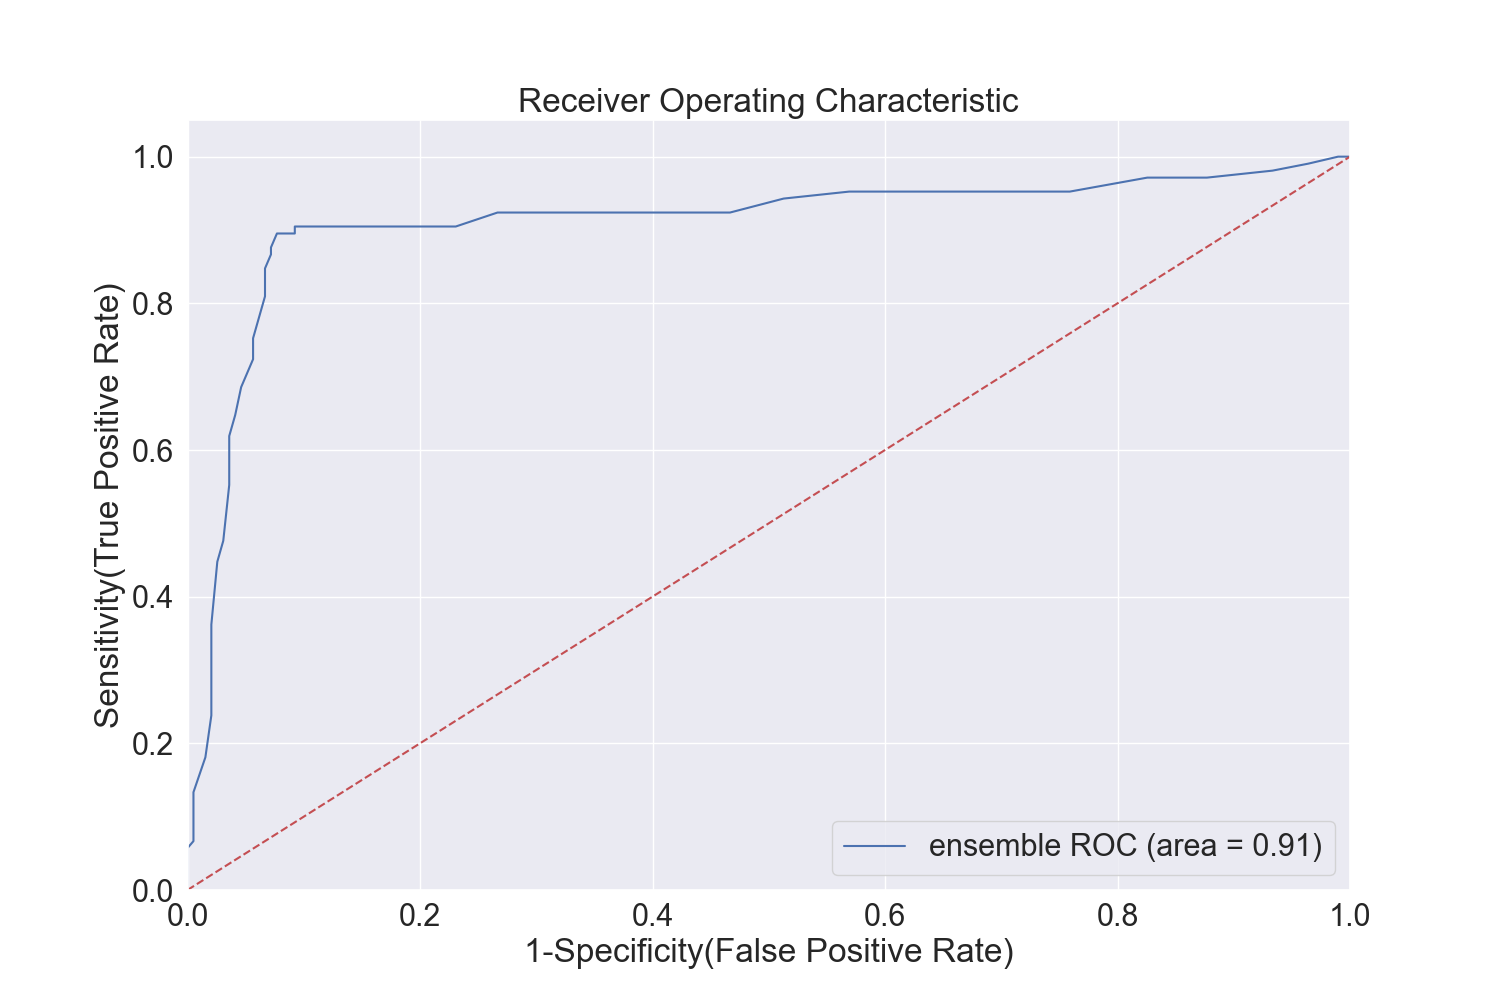 Receiver Operating Characteristic
1.0
0.8
0.6
0.4
0.2
0.0
Sensitivity(True Positive Rate)
ensemble ROC (area = 0.91)
0.0 0.2 0.4 0.6 0.8 1.0
1-Specificity(False Positive Rate)